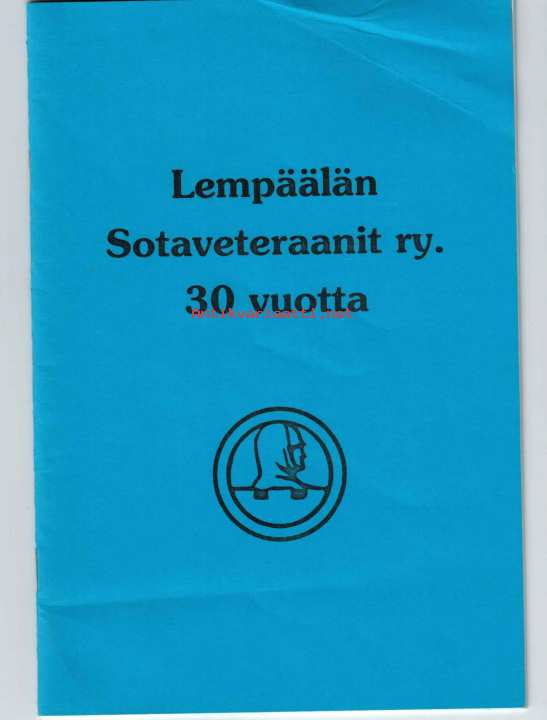 Lempäälän
Sotaveteraanit ry.
30 vuotta
Antikvariaatti.net